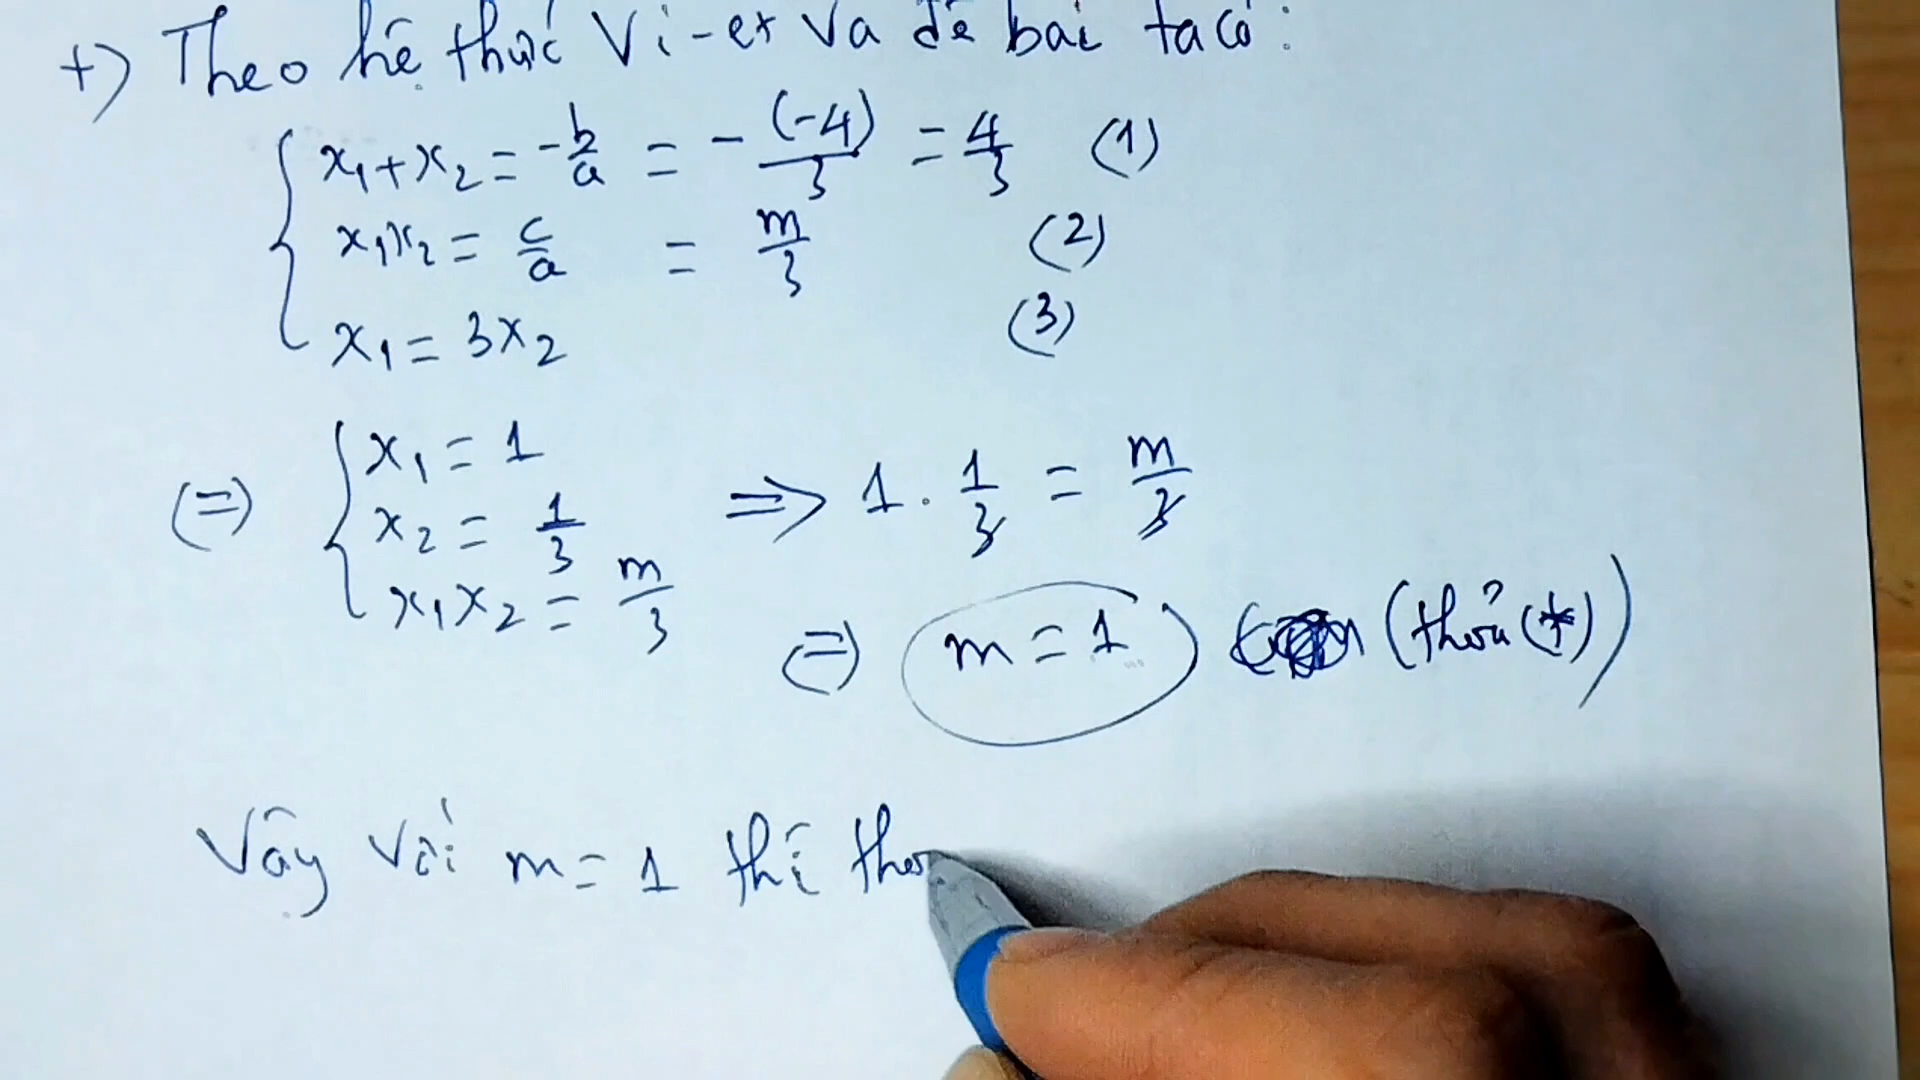 +) Theo hệ thức Vi-et và đề bài ta có:
x₁+x₂ = -b/a = -(-4)/3 = 4/3 (1)
x₁x₂ = c/a = m/3 (2)
x₁ = 3x₂ (3)
(=) x₁ = 1
x₂ = 1/3 => 1 . 1/3 = m/3
x₁x₂ = m/3
(=) m = 1 (thỏa (*))
Vậy với m = 1 thì